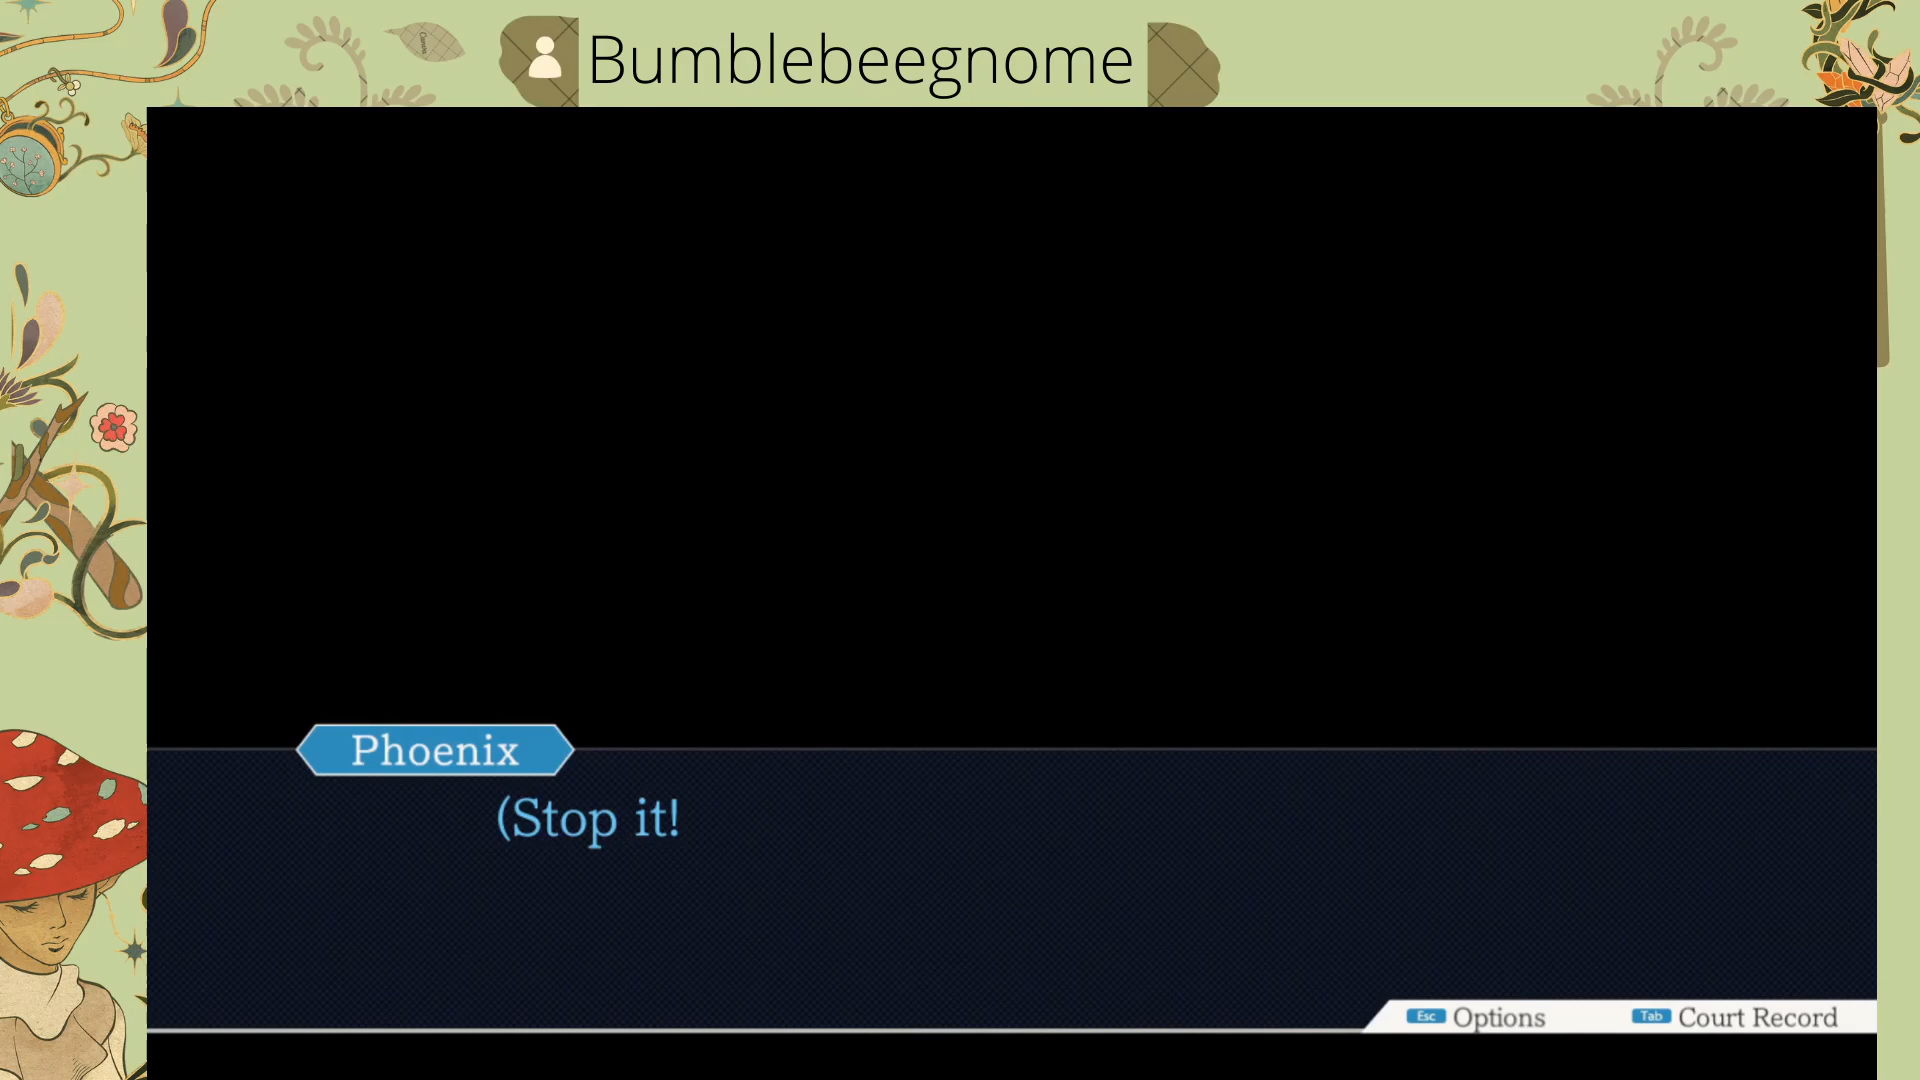 Bumblebeegnome
Phoenix
(Stop it!
Esc Options
Tab Court Record